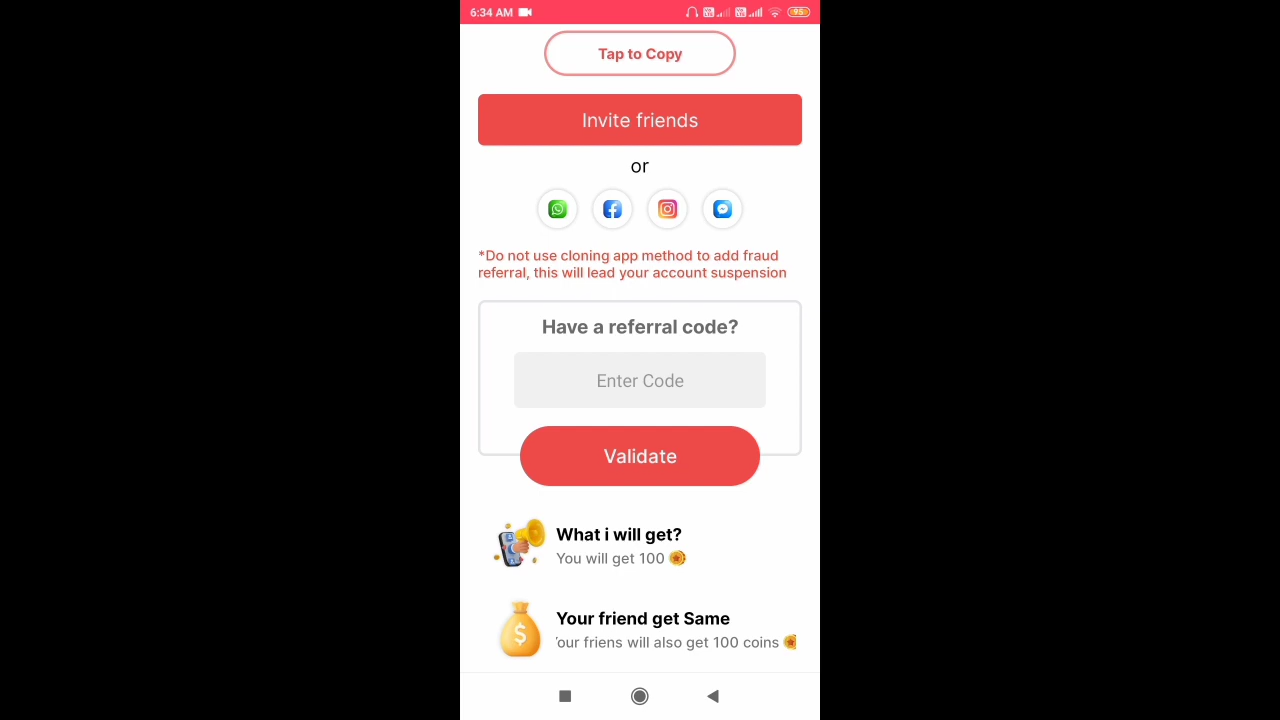 6:34 AM
95
Tap to Copy
Invite friends
or
*Do not use cloning app method to add fraud
referral, this will lead your account suspension
Have a referral code?
Enter Code
Validate
What i will get?
You will get 100
$
Your friend get Same
our friens will also get 100 coins